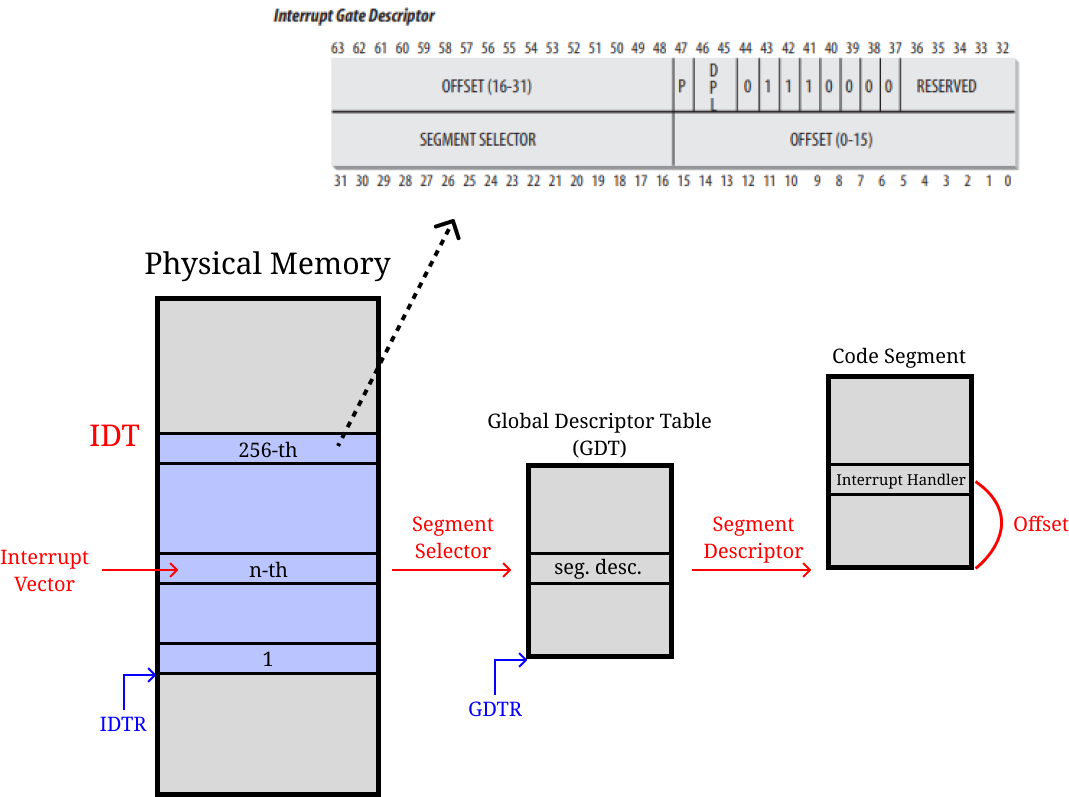 Interrupt Gate Descriptor
63 62 61 60 59 58 57 56 55 54 53 52 51 50 49 48 47 46 45 44 43 42 41 40 39 38 37 36 35 34 33 32
OFFSET (16-31) P DPL 0 1 1 1 0 0 0 0 RESERVED
SEGMENT SELECTOR OFFSET (0-15)
31 30 29 28 27 26 25 24 23 22 21 20 19 18 17 16 15 14 13 12 11 10 9 8 7 6 5 4 3 2 1 0
Physical Memory
IDT
256-th
Interrupt
Vector
n-th
1
IDTR
Segment
Selector
Global Descriptor Table
(GDT)
seg. desc.
GDTR
Segment
Descriptor
Code Segment
Interrupt Handler
Offset